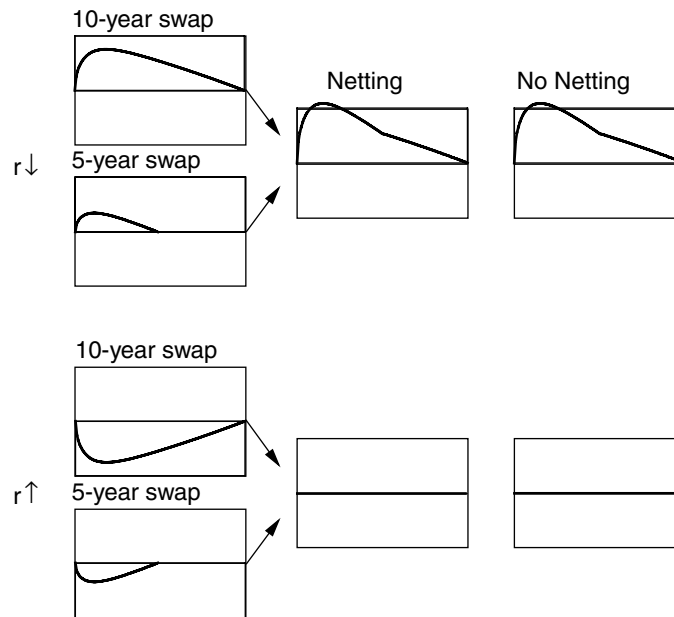 10-year swap
Netting
No Netting
r↓
5-year swap
10-year swap
r↑
5-year swap